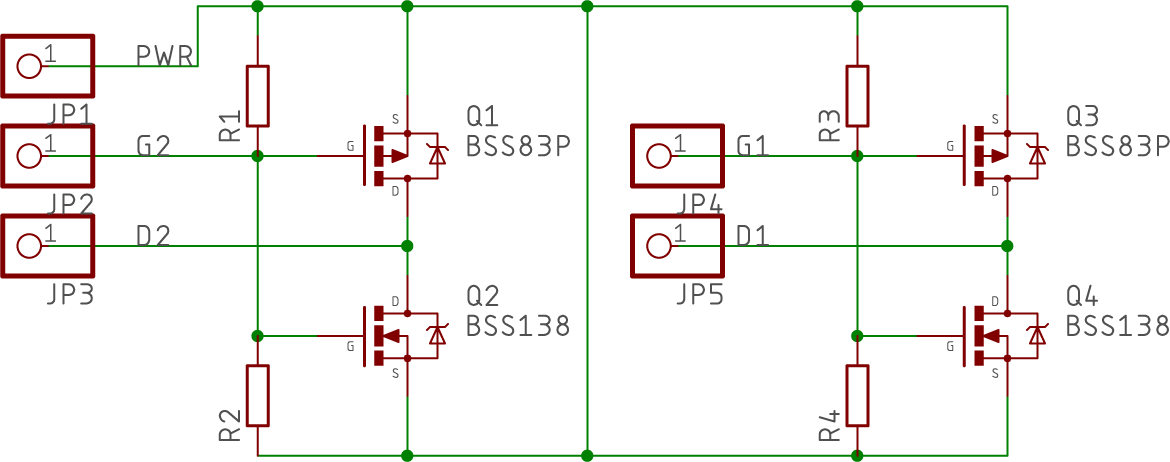 1
PWR
JP1
1
G2
JP2
1
D2
JP3
R1
R2
S
G
D
Q1
BSS83P
D
G
S
Q2
BSS138
1
G1
JP4
1
D1
JP5
R3
R4
S
G
D
Q3
BSS83P
D
G
S
Q4
BSS138